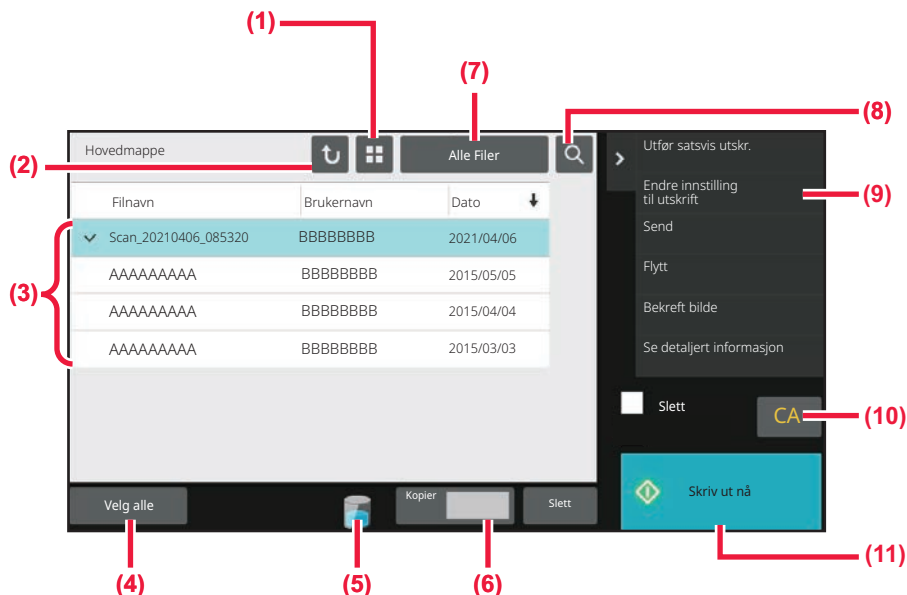 (1)
(7)
(8)
(2)
Hovedmappe
Alle Filer
Utfør satsvis utskr.
Endre innstilling
til utskrift
(9)
Filnavn Brukernavn Dato
Send
(3)
Scan_20210406_085320 BBBBBBBB 2021/04/06
AAAAAAAAA BBBBBBBB 2015/05/05
Flytt
AAAAAAAAA BBBBBBBB 2015/04/04
Bekreft bilde
AAAAAAAAA BBBBBBBB 2015/03/03
Se detaljert informasjon
Slett
CA
(10)
Velg alle
Kopier
Slett
Skriv ut nå
(4)
(5)
(6)
(11)